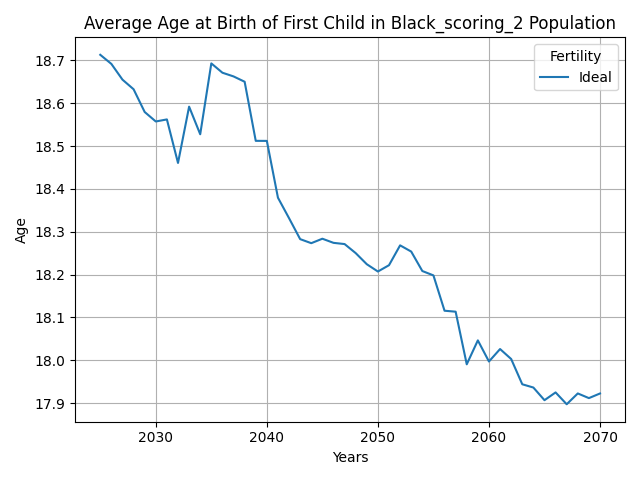 Average Age at Birth of First Child in Black_scoring_2 Population
Fertility
Ideal
Age
18.7
18.6
18.5
18.4
18.3
18.2
18.1
18.0
17.9
2030 2040 2050 2060 2070
Years